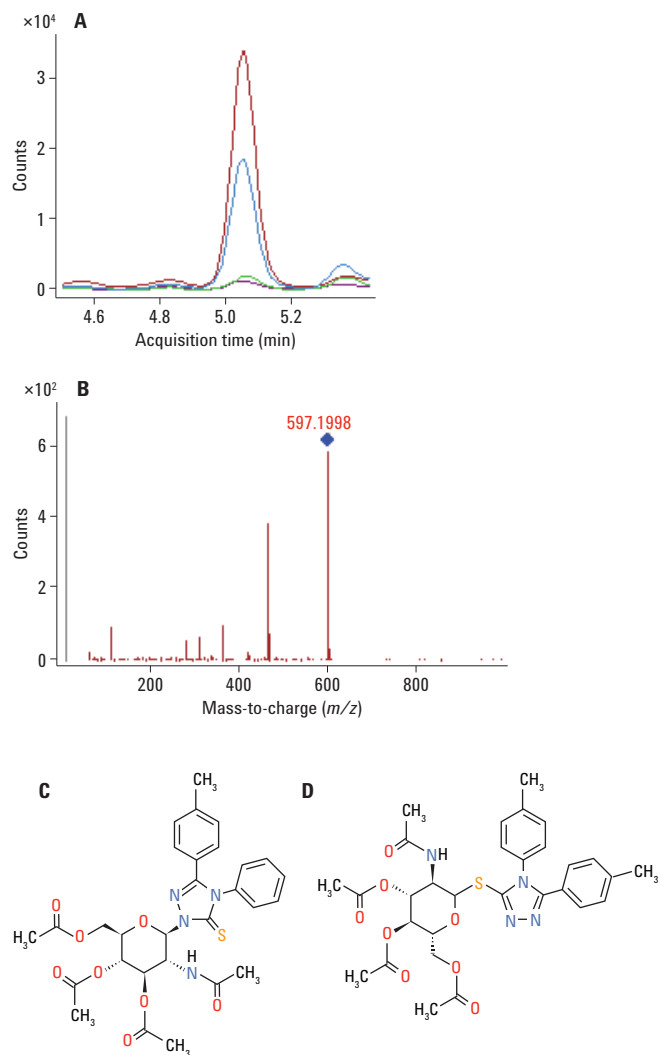 ×10⁴ A
3
2
1
0
Counts
4.6 4.8 5.0 5.2
Acquisition time (min)
×10² B
597.1998
6
4
2
0
Counts
200 400 600 800
Mass-to-charge (m/z)
C
CH₃
N
N
N
S
O
O
H₃C
O
H
N
O
CH₃
O
O
CH₃
O
O
CH₃
D
CH₃
CH₃
O
N
H
O
H₃C
O
S
N
CH₃
O
O
O
H₃C
N
N
O
H₃C
O